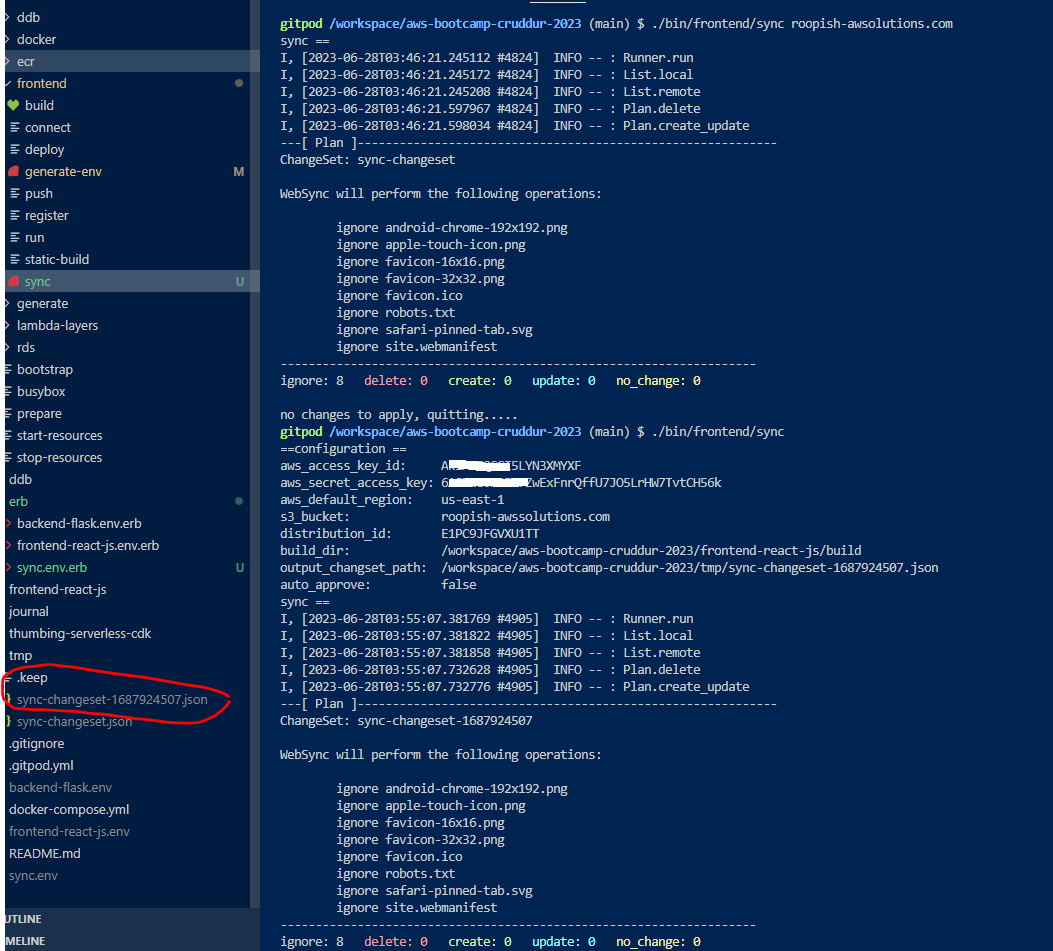 ddb
docker
ecr
frontend
build
connect
deploy
generate-env M
push
register
run
static-build
sync U
generate
lambda-layers
rds
bootstrap
busybox
prepare
start-resources
stop-resources
ddb
erb
backend-flask.env.erb
frontend-react-js.env.erb
sync.env.erb U
frontend-react-js
journal
thumbing-serverless-cdk
tmp
.keep
sync-changeset-1687924507.json
sync-changeset.json
.gitignore
.gitpod.yml
backend-flask.env
docker-compose.yml
frontend-react-js.env
README.md
sync.env
UTLINE
MELINE
gitpod /workspace/aws-bootcamp-cruddur-2023 (main) $ ./bin/frontend/sync roopish-awsolutions.com
sync ==
I, [2023-06-28T03:46:21.245112 #4824]  INFO -- : Runner.run
I, [2023-06-28T03:46:21.245172 #4824]  INFO -- : List.local
I, [2023-06-28T03:46:21.245208 #4824]  INFO -- : List.remote
I, [2023-06-28T03:46:21.597967 #4824]  INFO -- : Plan.delete
I, [2023-06-28T03:46:21.598034 #4824]  INFO -- : Plan.create_update
---[ Plan ]------------------------------------------------------------
ChangeSet: sync-changeset
WebSync will perform the following operations:
ignore android-chrome-192x192.png
ignore apple-touch-icon.png
ignore favicon-16x16.png
ignore favicon-32x32.png
ignore favicon.ico
ignore robots.txt
ignore safari-pinned-tab.svg
ignore site.webmanifest
--------------------------------------------------------------------
ignore: 8   delete: 0   create: 0   update: 0   no_change: 0
no changes to apply, quitting.....
gitpod /workspace/aws-bootcamp-cruddur-2023 (main) $ ./bin/frontend/sync
==configuration ==
aws_access_key_id:
aws_secret_access_key:
aws_default_region:    us-east-1
s3_bucket:             roopish-awssolutions.com
distribution_id:       E1PC9JFGVXU1TT
build_dir:             /workspace/aws-bootcamp-cruddur-2023/frontend-react-js/build
output_changset_path:  /workspace/aws-bootcamp-cruddur-2023/tmp/sync-changeset-1687924507.json
auto_approve:          false
sync ==
I, [2023-06-28T03:55:07.381769 #4905]  INFO -- : Runner.run
I, [2023-06-28T03:55:07.381822 #4905]  INFO -- : List.local
I, [2023-06-28T03:55:07.381858 #4905]  INFO -- : List.remote
I, [2023-06-28T03:55:07.732628 #4905]  INFO -- : Plan.delete
I, [2023-06-28T03:55:07.732776 #4905]  INFO -- : Plan.create_update
---[ Plan ]------------------------------------------------------------
ChangeSet: sync-changeset-1687924507
WebSync will perform the following operations:
ignore android-chrome-192x192.png
ignore apple-touch-icon.png
ignore favicon-16x16.png
ignore favicon-32x32.png
ignore favicon.ico
ignore robots.txt
ignore safari-pinned-tab.svg
ignore site.webmanifest
--------------------------------------------------------------------
ignore: 8   delete: 0   create: 0   update: 0   no_change: 0